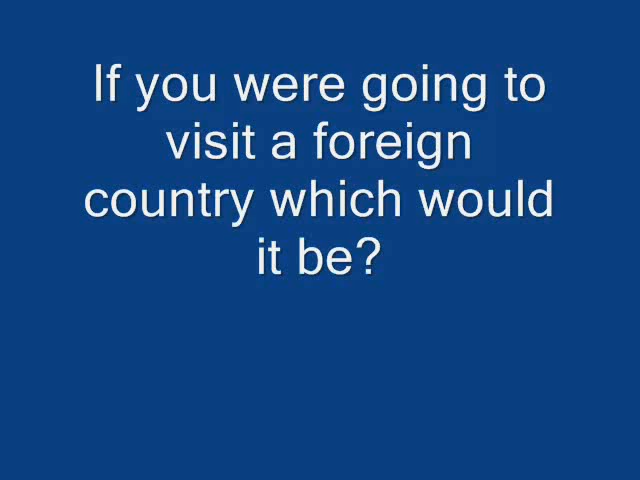 If you were going to
visit a foreign
country which would
it be?